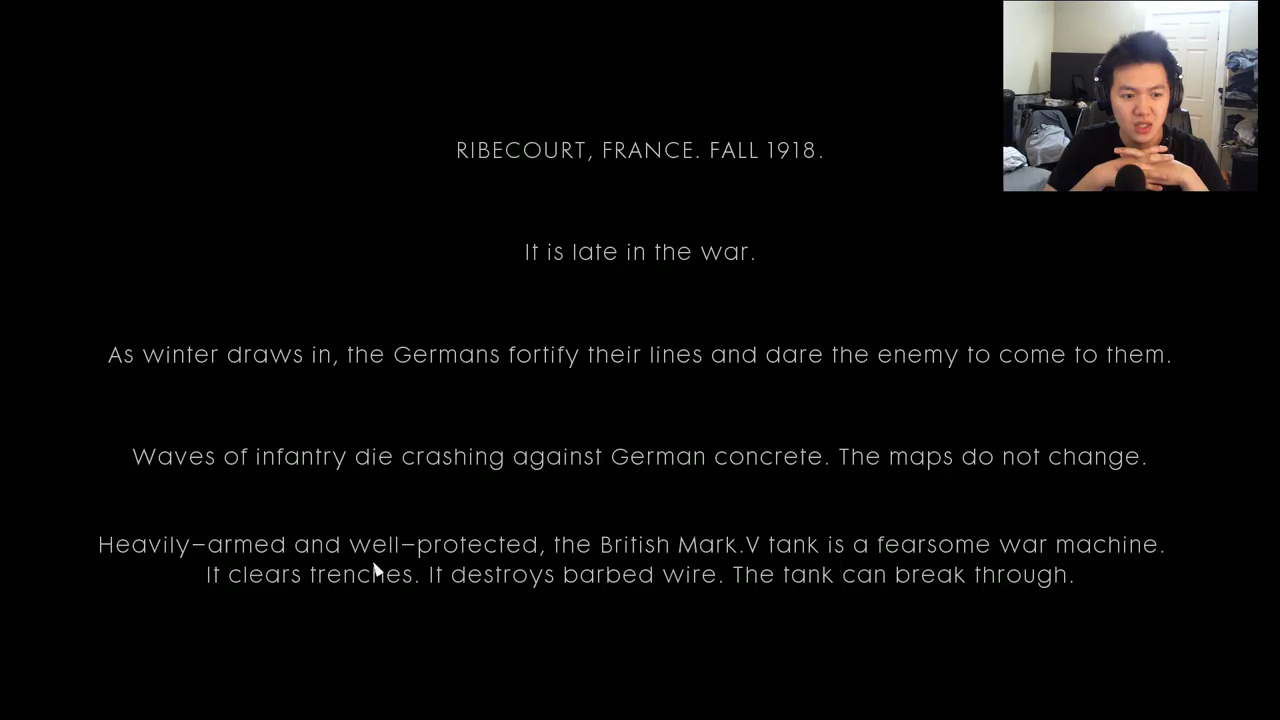 RIBECOURT, FRANCE. FALL 1918.
It is late in the war.
As winter draws in, the Germans fortify their lines and dare the enemy to come to them.
Waves of infantry die crashing against German concrete. The maps do not change.
Heavily-armed and well-protected, the British Mark.V tank is a fearsome war machine.
It clears trenches. It destroys barbed wire. The tank can break through.